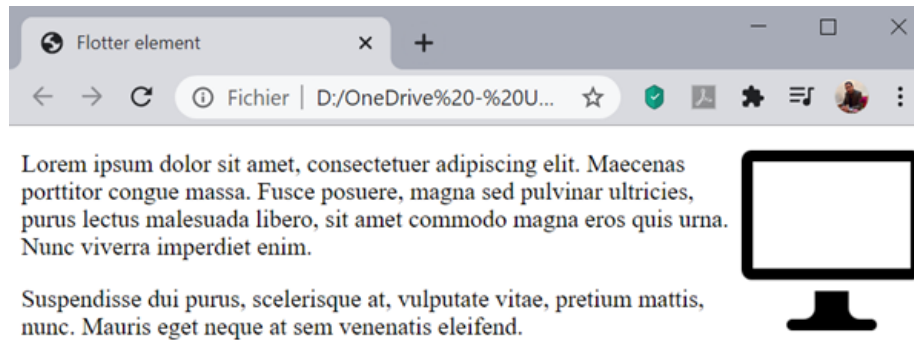 Flotter element
Fichier | D:/OneDrive%20-%20U...
Lorem ipsum dolor sit amet, consectetuer adipiscing elit. Maecenas
porttitor congue massa. Fusce posuere, magna sed pulvinar ultricies,
purus lectus malesuada libero, sit amet commodo magna eros quis urna.
Nunc viverra imperdiet enim.
Suspendisse dui purus, scelerisque at, vulputate vitae, pretium mattis,
nunc. Mauris eget neque at sem venenatis eleifend.